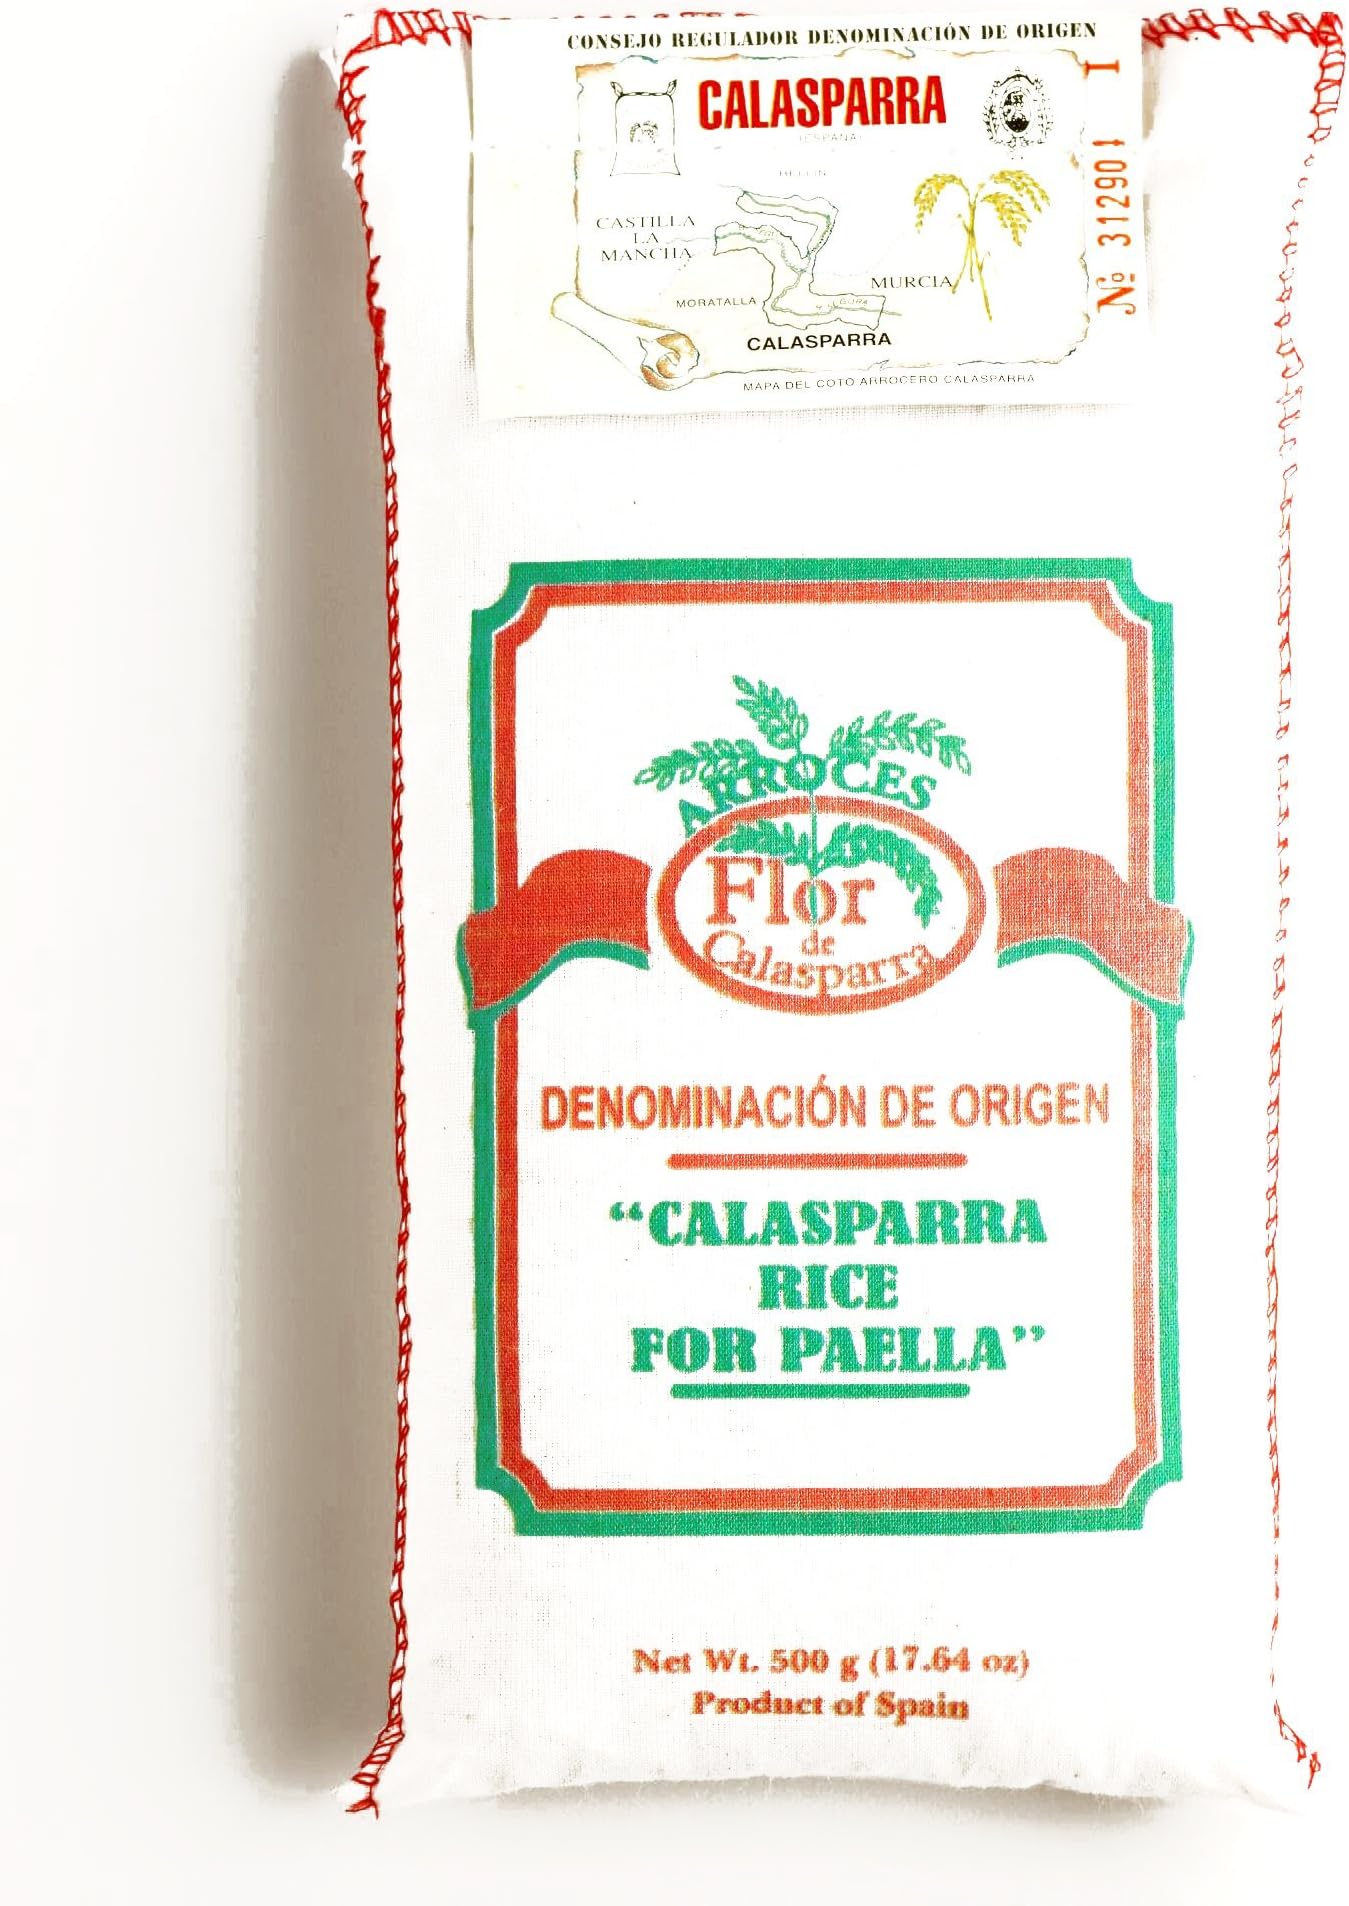 CONSEJO REGULADOR DENOMINACIÓN DE ORIGEN
CALASPARRA
(ESPAÑA)
HELLIN
CASTILLA
LA
MANCHA
MURCIA
MORATALLA
CALASPARRA
MAPA DEL COTO ARROCERO CALASPARRA
Nº 312901 I
ARROCES
Flor
de
Calasparra
DENOMINACIÓN DE ORIGEN
“CALASPARRA
RICE
FOR PAELLA”
Net Wt. 500 g (17.64 oz)
Product of Spain